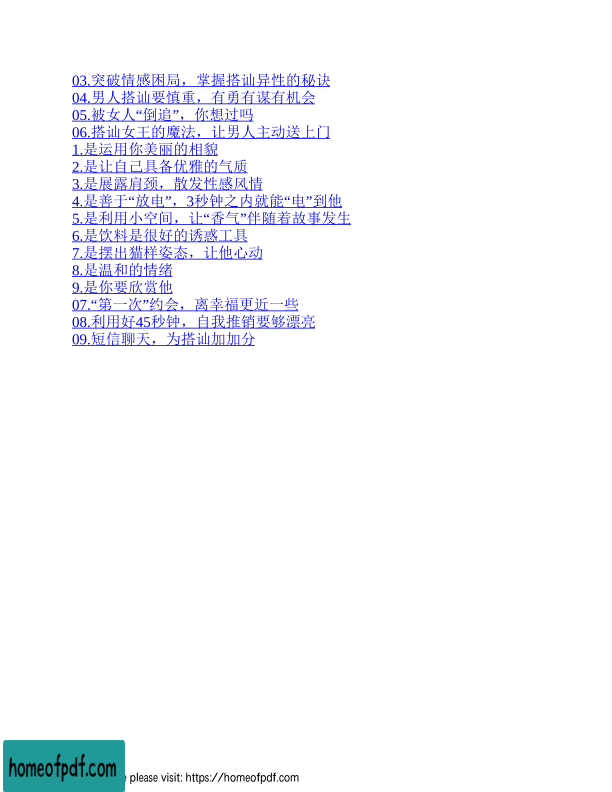 03.突破情感困局，掌握搭讪异性的秘诀
04.男人搭讪要慎重，有勇有谋有机会
05.被女人“倒追”，你想过吗
06.搭讪女王的魔法，让男人主动送上门
1.是运用你美丽的相貌
2.是让自己具备优雅的气质
3.是展露肩颈，散发性感风情
4.是善于“放电”，3秒钟之内就能“电”到他
5.是利用小空间，让“香气”伴随着故事发生
6.是饮料是很好的诱惑工具
7.是摆出猫样姿态，让他心动
8.是温和的情绪
9.是你要欣赏他
07.“第一次”约会，离幸福更近一些
08.利用好45秒钟，自我推销要够漂亮
09.短信聊天，为搭讪加加分
homeofpdf.com
please visit: https://homeofpdf.com